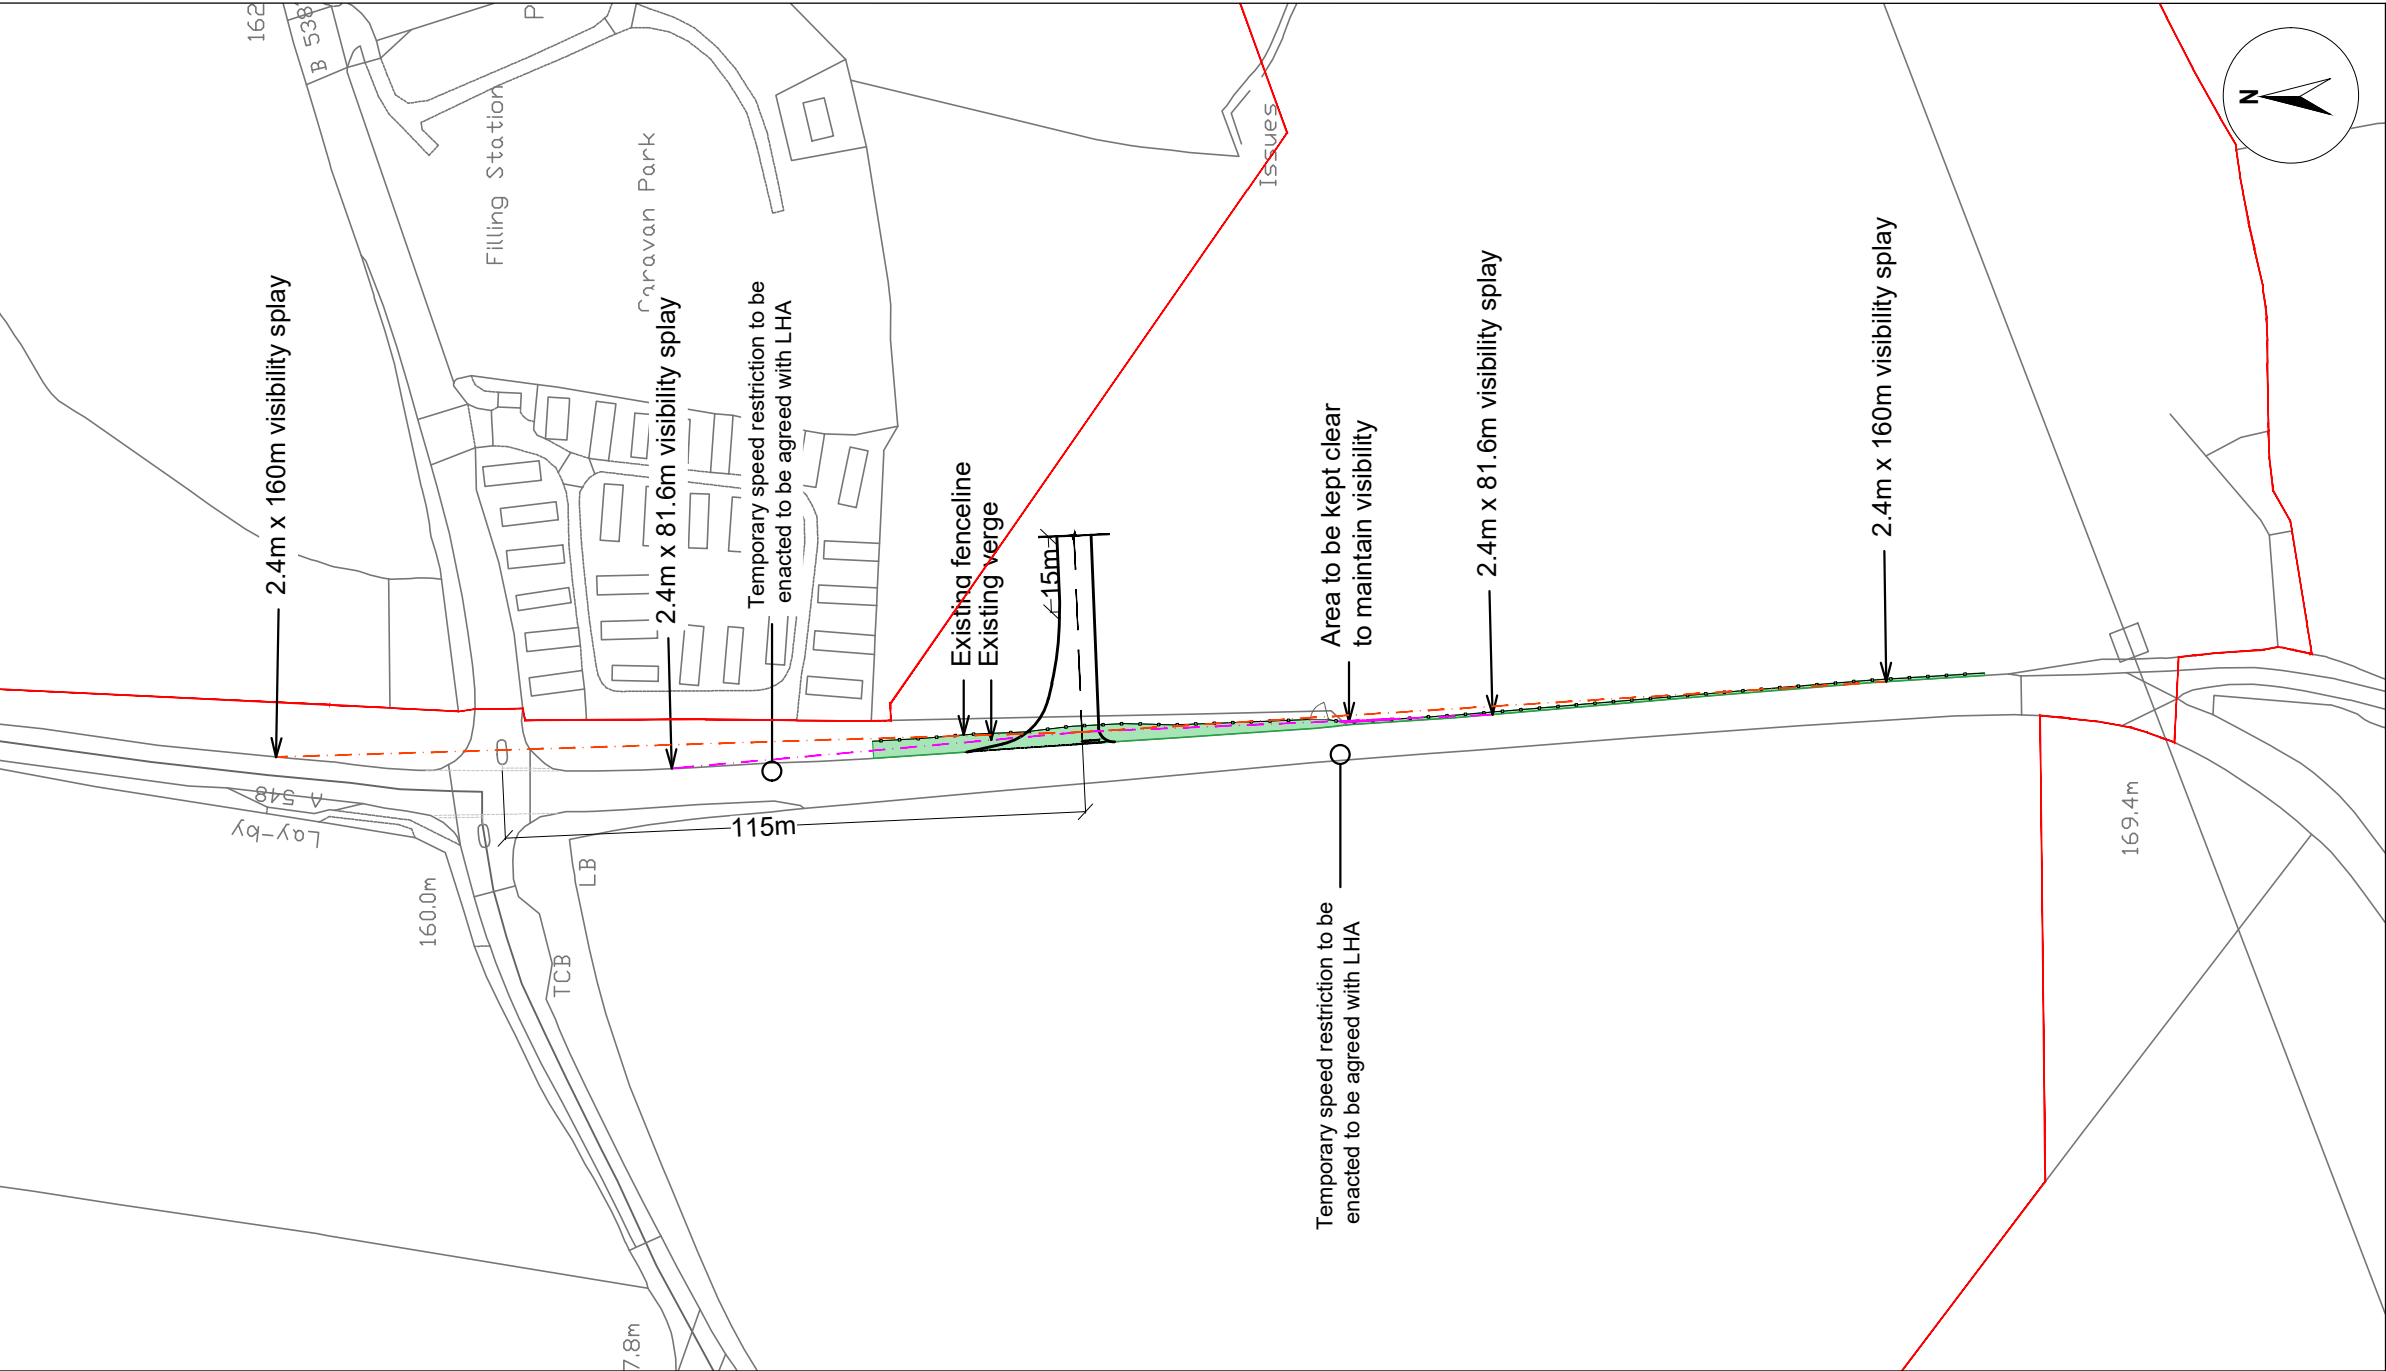 162
B 538
P
Filling Station
Caravan Park
Issues
N
2.4m x 160m visibility splay
2.4m x 81.6m visibility splay
Temporary speed restriction to be
enacted to be agreed with LHA
Existing fenceline
Existing verge
15m
Area to be kept clear
to maintain visibility
2.4m x 81.6m visibility splay
2.4m x 160m visibility splay
A 548
Lay-by
115m
160.0m
LB
TCB
Temporary speed restriction to be
enacted to be agreed with LHA
169.4m
7.8m